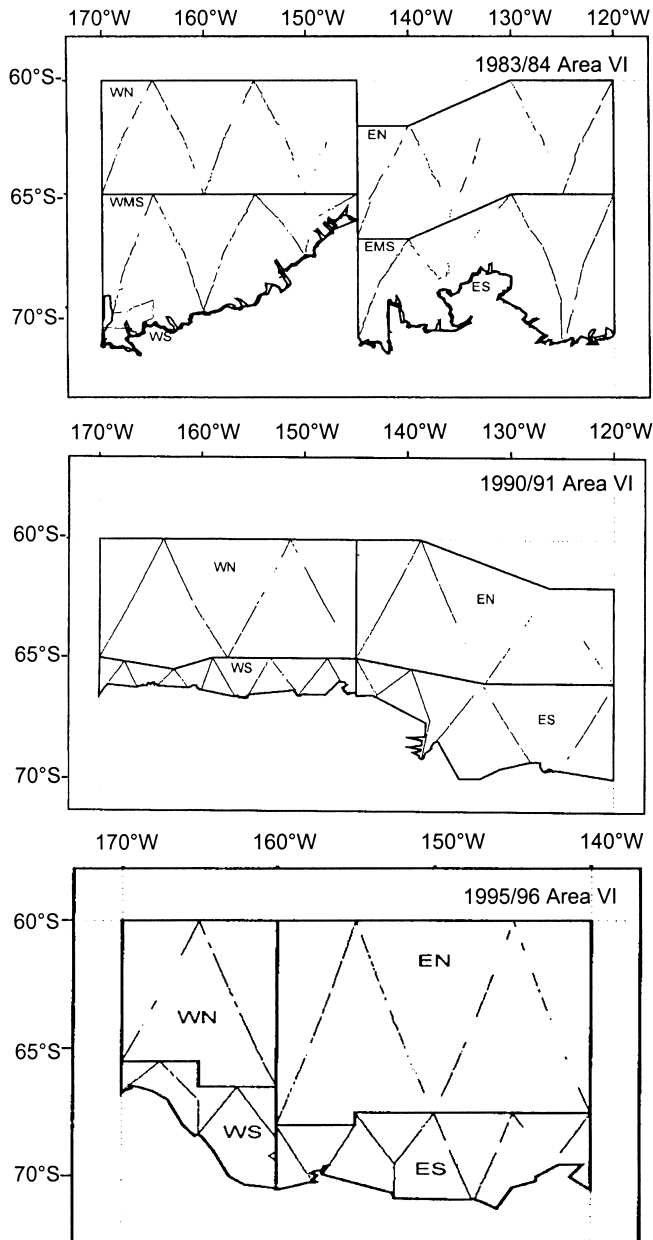 170°W 160°W 150°W 140°W 130°W 120°W
1983/84 Area VI
60°S
WN
EN
65°S
WMS
EMS
ES
70°S
WS
170°W 160°W 150°W 140°W 130°W 120°W
1990/91 Area VI
60°S
WN
EN
65°S
WS
ES
70°S
170°W 160°W 150°W 140°W
1995/96 Area VI
60°S
EN
WN
65°S
WS
ES
70°S